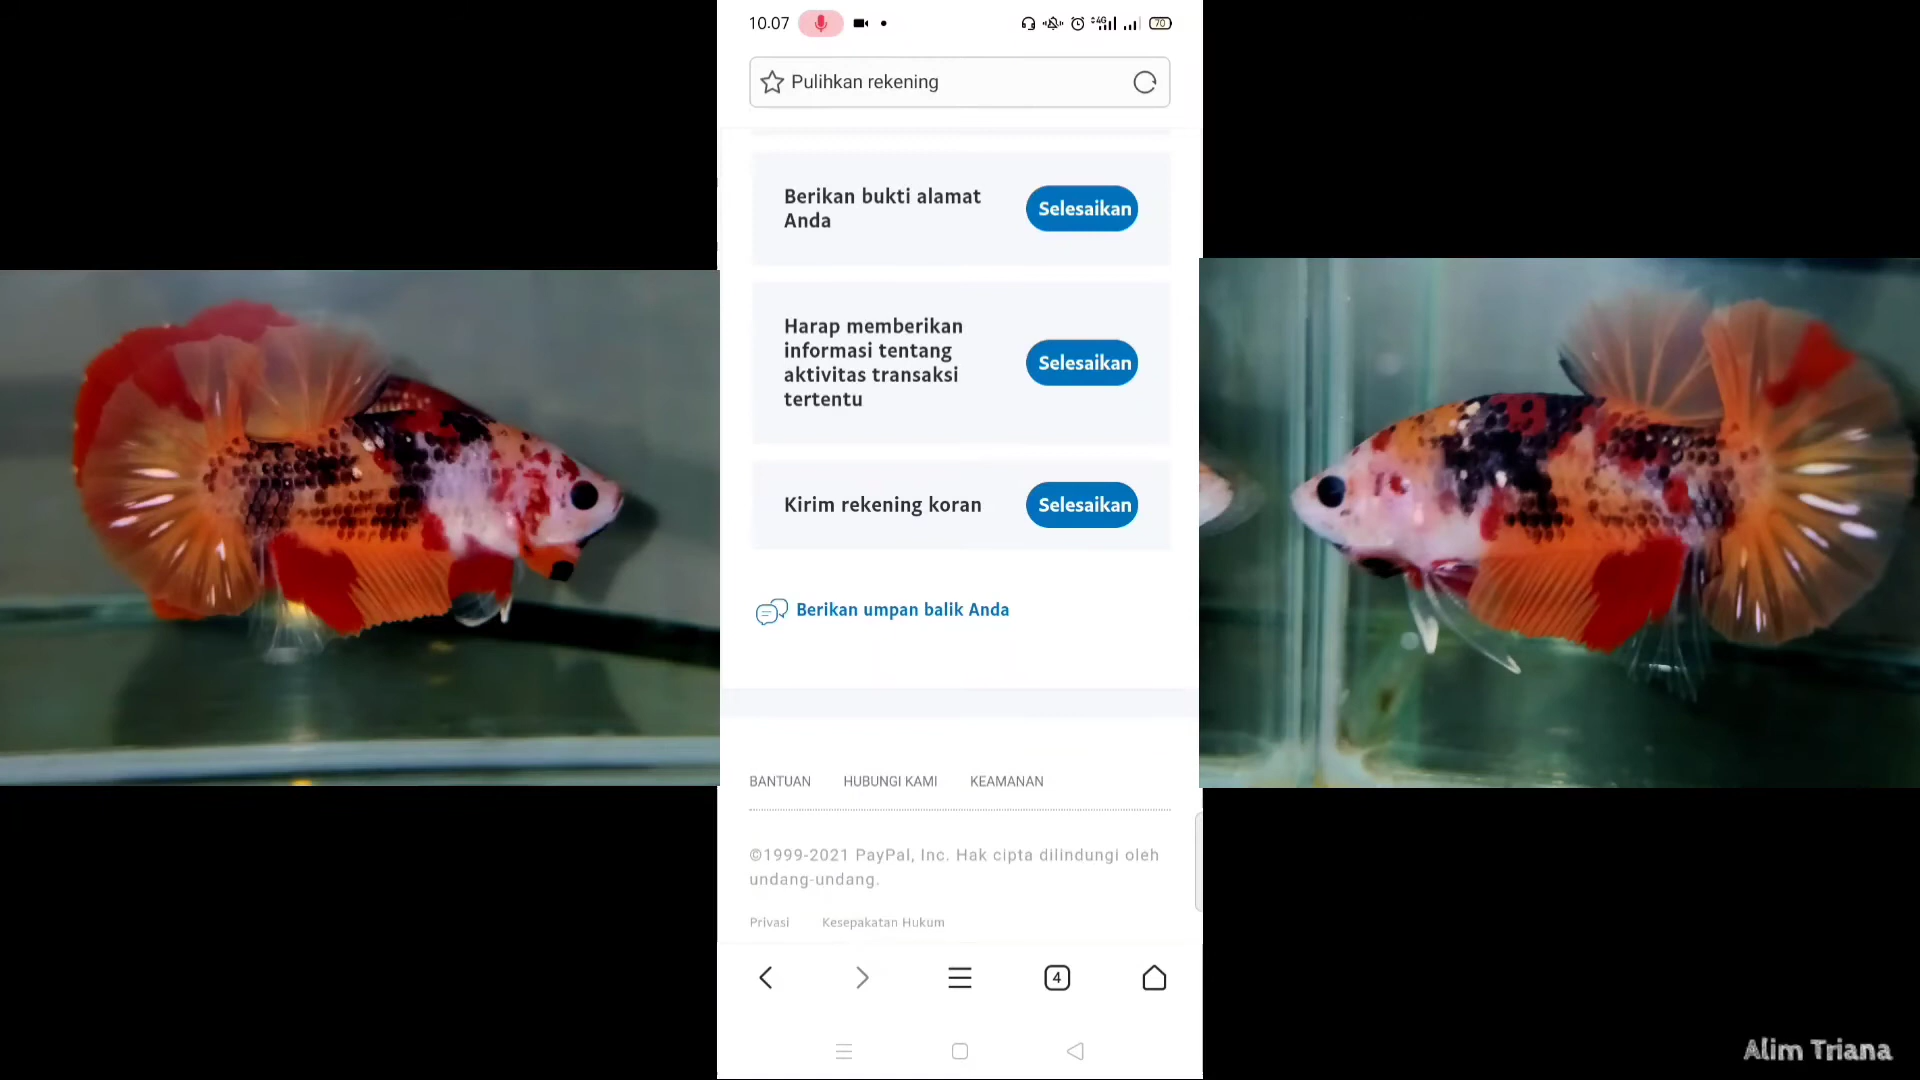 10.07
4G
70
Pulihkan rekening
Berikan bukti alamat
Anda
Selesaikan
Harap memberikan
informasi tentang
aktivitas transaksi
tertentu
Selesaikan
Kirim rekening koran
Selesaikan
Berikan umpan balik Anda
BANTUAN HUBUNGI KAMI KEAMANAN
©1999-2021 PayPal, Inc. Hak cipta dilindungi oleh
undang-undang.
Privasi Kesepakatan Hukum
4
Alim Triana